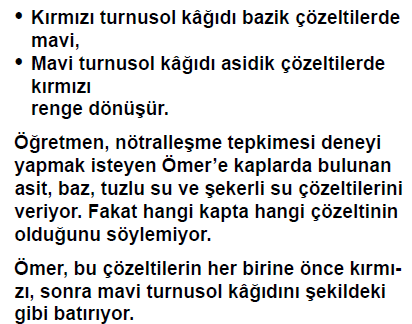 • Kırmızı turnusol kâğıdı bazik çözeltilerde
mavi,
• Mavi turnusol kâğıdı asidik çözeltilerde
kırmızı
renge dönüşür.
Öğretmen, nötralleşme tepkimesi deneyi
yapmak isteyen Ömer’e kaplarda bulunan
asit, baz, tuzlu su ve şekerli su çözeltilerini
veriyor. Fakat hangi kapta hangi çözeltinin
olduğunu söylemiyor.
Ömer, bu çözeltilerin her birine önce kırmı-
zı, sonra mavi turnusol kâğıdını şekildeki
gibi batırıyor.